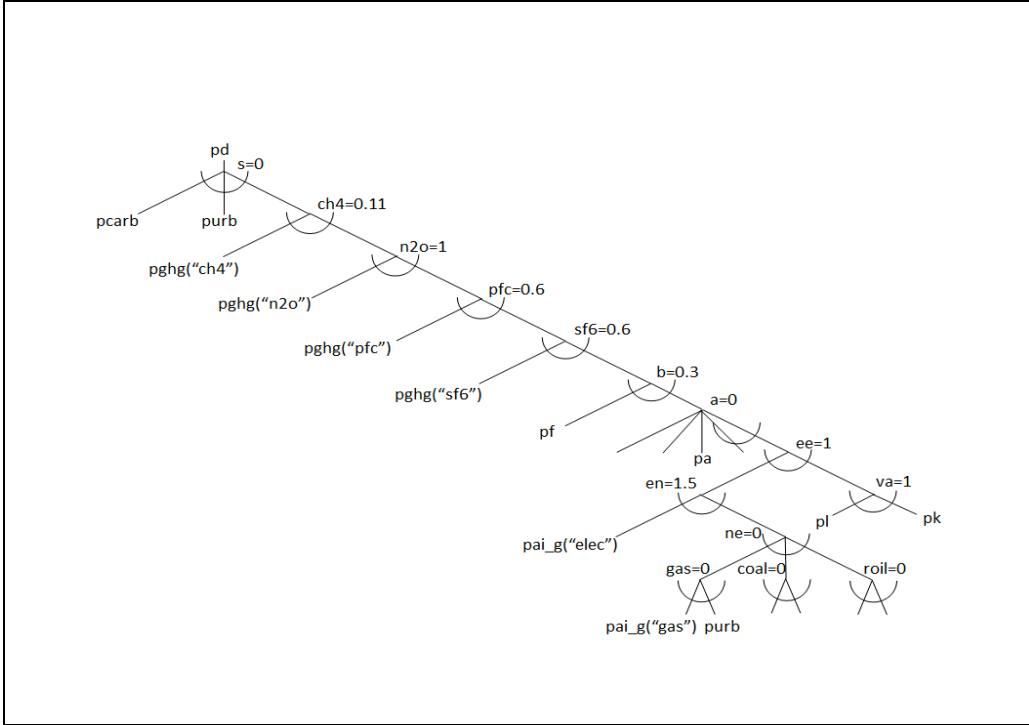 pd
s=0
pcarb
purb
ch4=0.11
pghg(“ch4”)
n2o=1
pghg(“n2o”)
pfc=0.6
pghg(“pfc”)
sf6=0.6
pghg(“sf6”)
b=0.3
pf
a=0
pa
ee=1
en=1.5
va=1
pl
pk
pai_g(“elec”)
ne=0
gas=0
coal=0
roil=0
pai_g(“gas”) purb